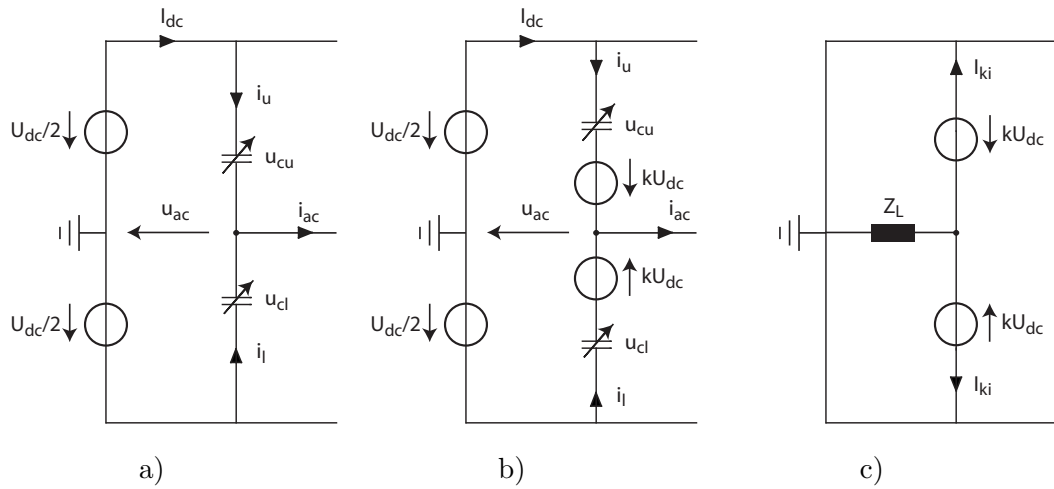 I_dc
i_u
U_dc/2
u_cu
u_ac
i_ac
u_cl
U_dc/2
i_l
a)
I_dc
i_u
u_cu
U_dc/2
kU_dc
u_ac
i_ac
kU_dc
U_dc/2
u_cl
i_l
b)
I_ki
kU_dc
Z_L
kU_dc
I_ki
c)